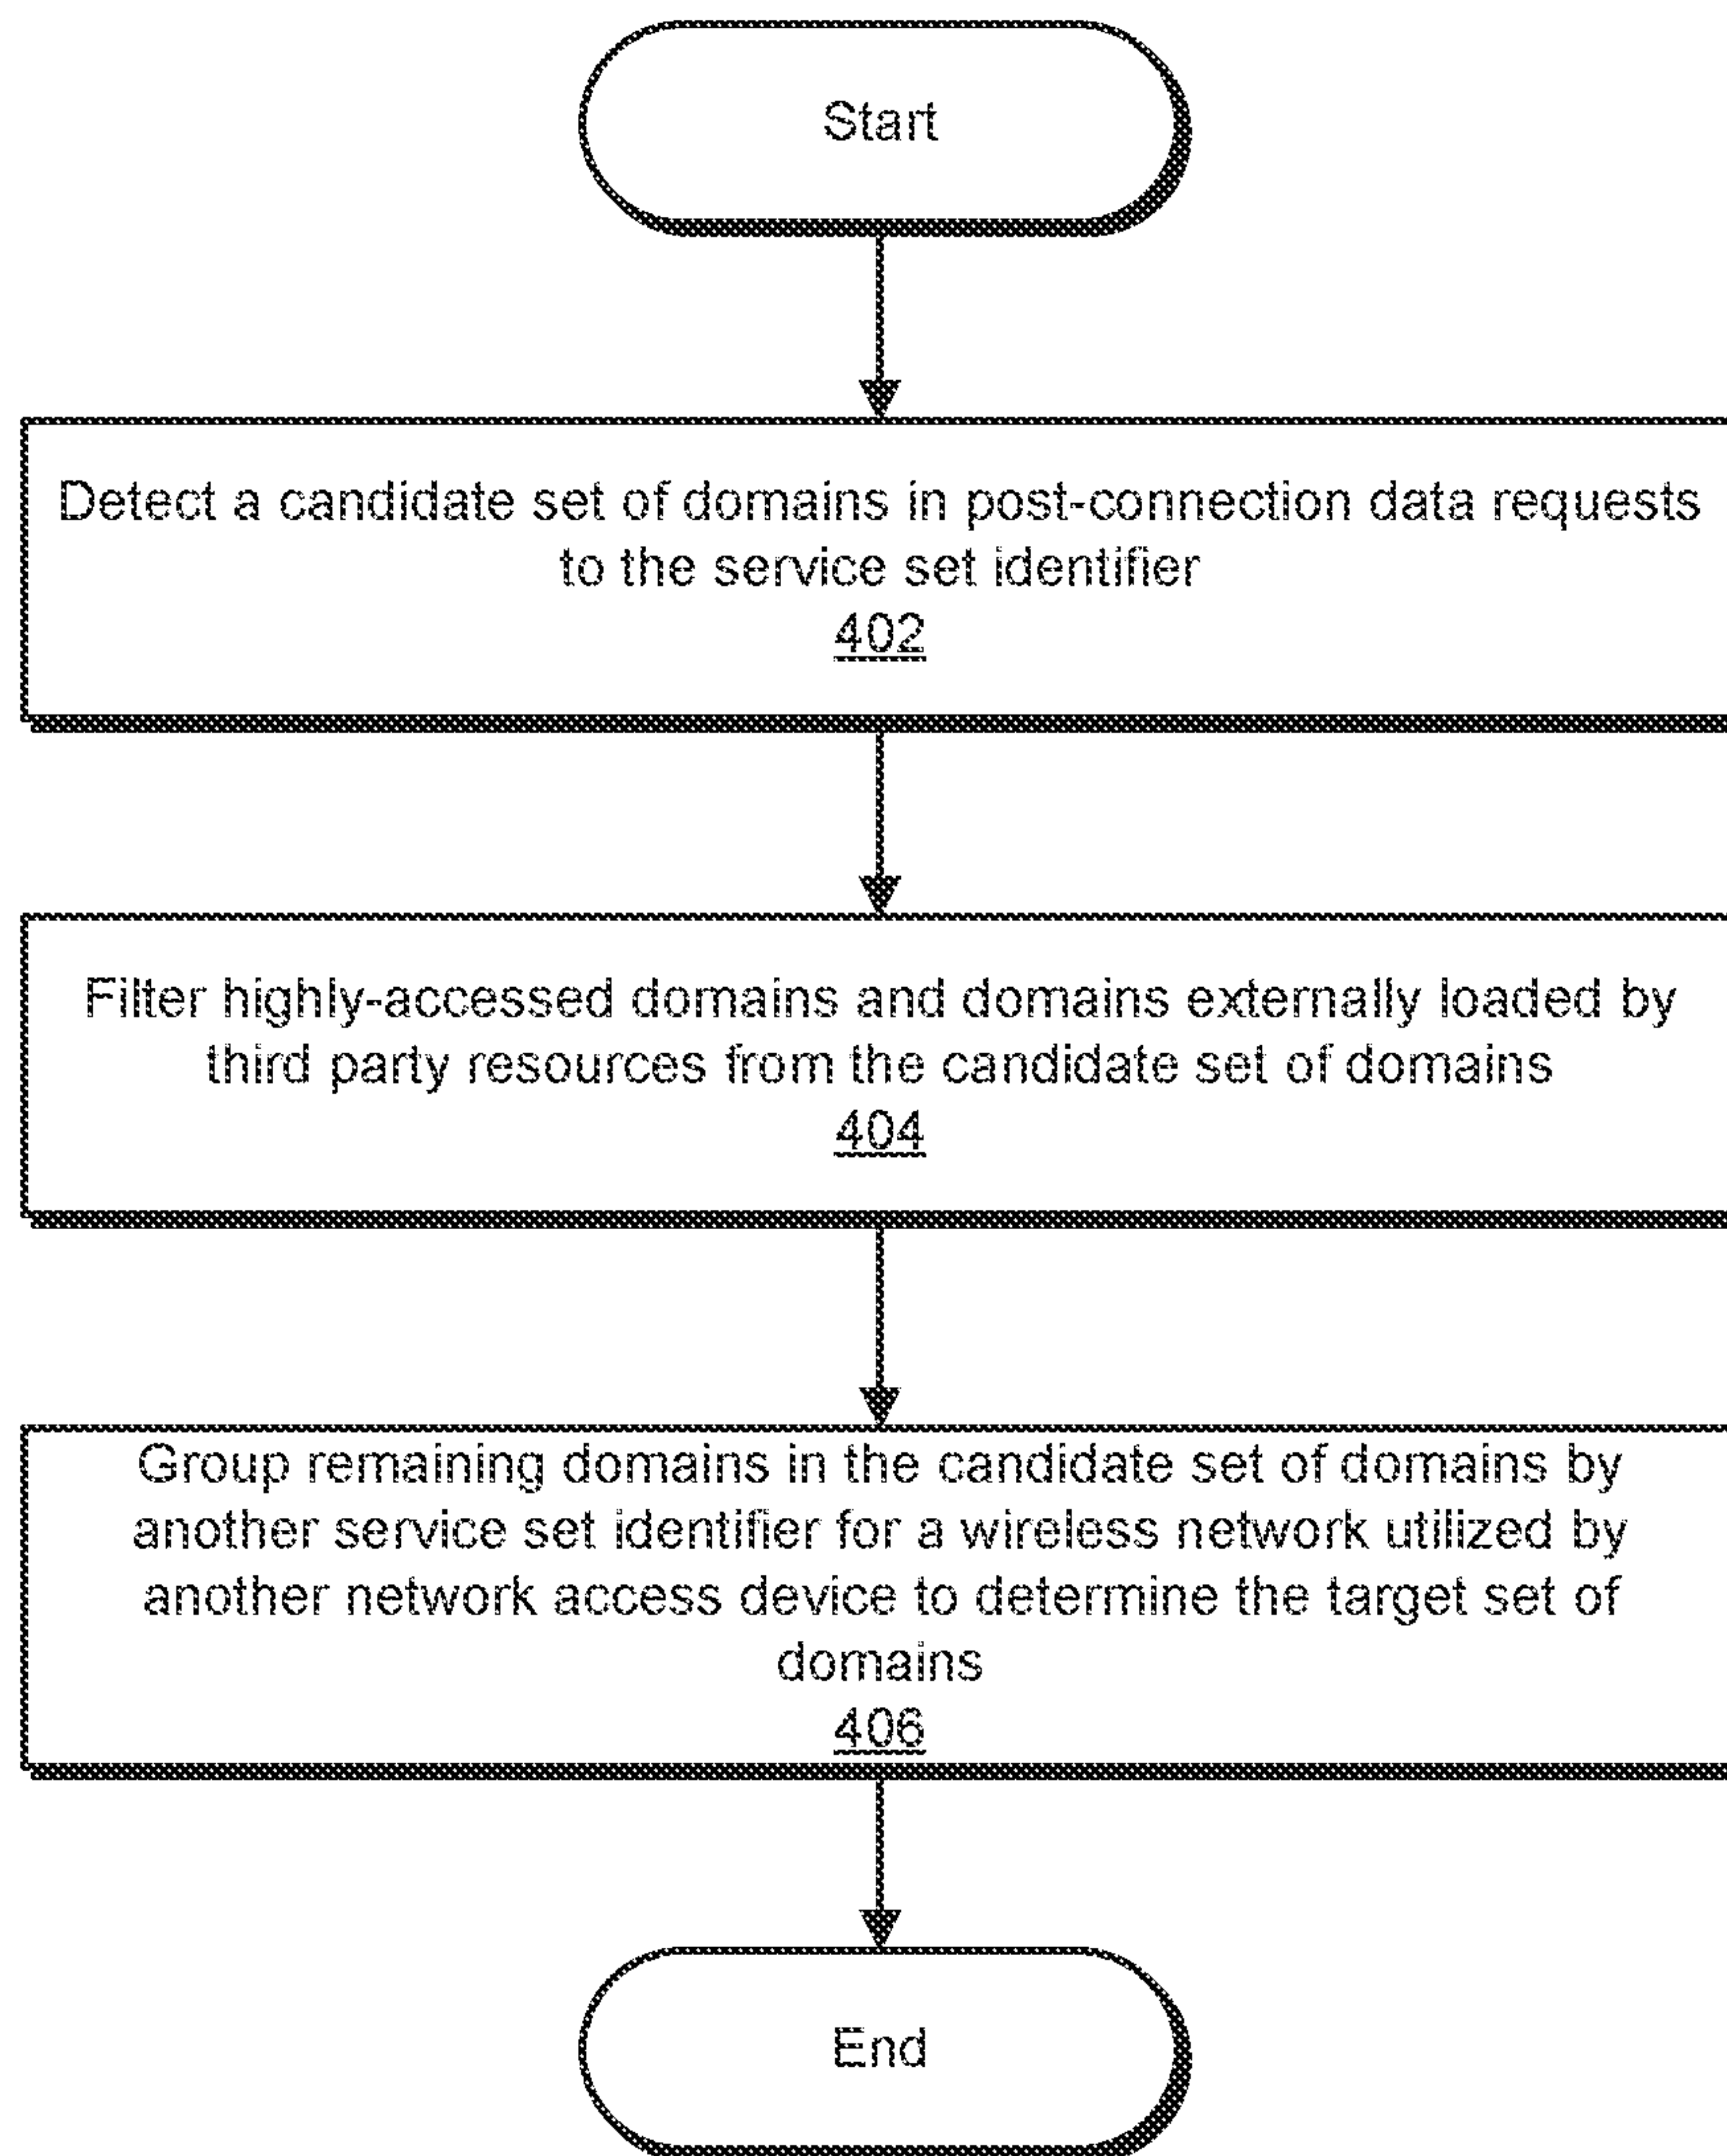 Start
Detect a candidate set of domains in post-connection data requests
to the service set identifier
402
Filter highly-accessed domains and domains externally loaded by
third party resources from the candidate set of domains
404
Group remaining domains in the candidate set of domains by
another service set identifier for a wireless network utilized by
another network access device to determine the target set of
domains
406
End